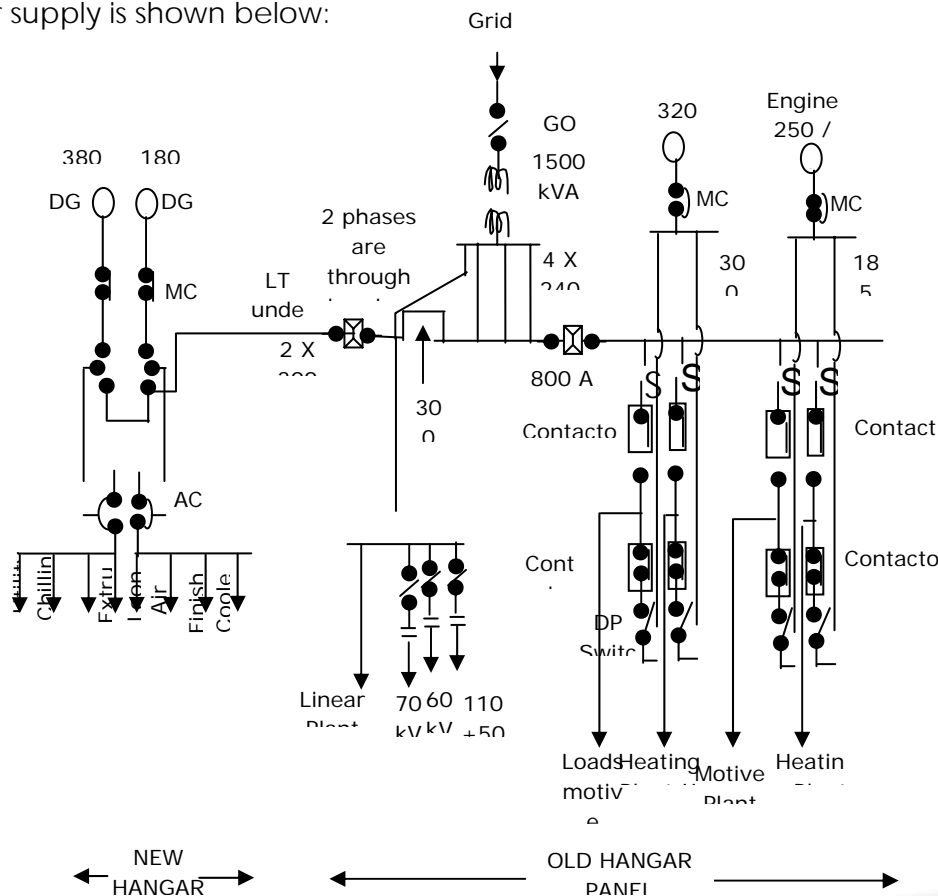 r supply is shown below:
Grid
GO
1500
kVA
320
Engine
250 /
380
180
DG
DG
MC
MC
MC
2 phases
are
through
LT
unde
4 X
240
30
0
18
5
2 X
800 A
30
0
S
S
S
S
Contacto
Contact
AC
Cont
Contacto
Chillin
Extru
Air
Finish
Coole
DP
Switc
Linear
Plant
70
kV
60
kV
110
+50
Loads
motiv
e
Heating
Motive
Plant
Heatin
NEW
HANGAR
OLD HANGAR
PANEL